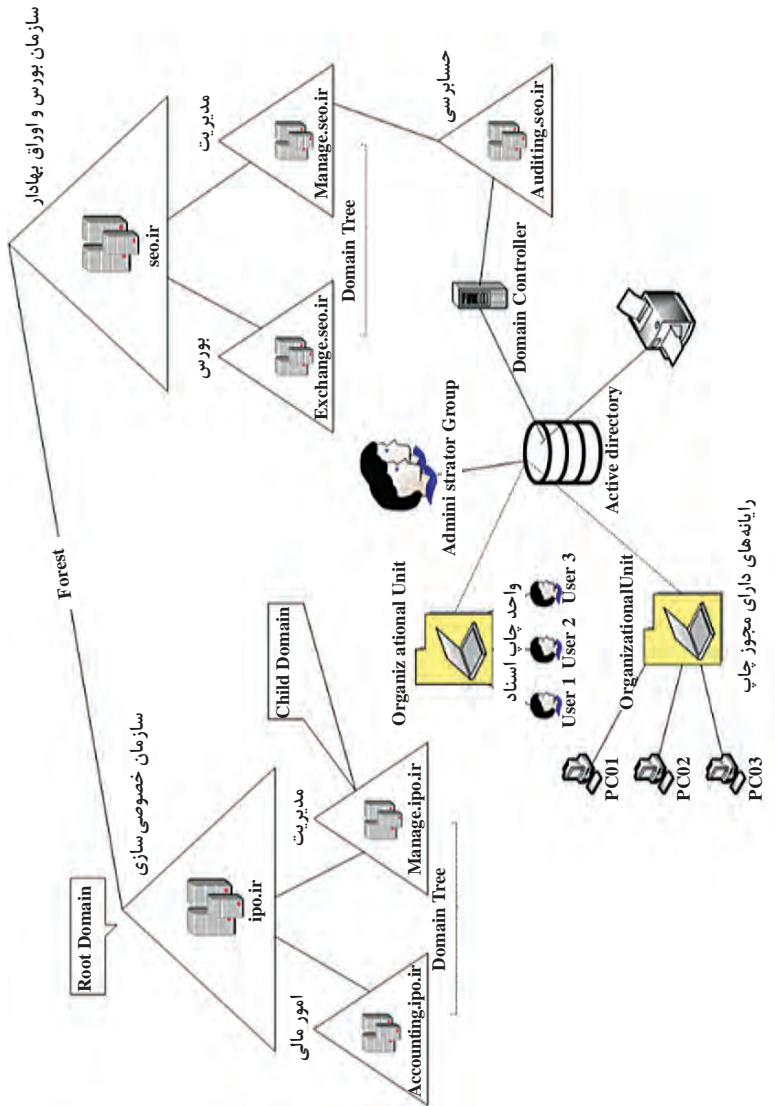 Forest
Root Domain
سازمان خصوصی سازی
ipo.ir
سازمان بورس و اوراق بهادار
seo.ir
Child Domain
امور مالی
Accounting.ipo.ir
مدیریت
Manage.ipo.ir
Domain Tree
بورس
Exchange.seo.ir
مدیریت
Manage.seo.ir
Domain Tree
حسابرسی
Auditing.seo.ir
Domain Controller
Admini strator Group
Active directory
Organiz ational Unit
واحد چاپ اسناد
User 1 User 2 User 3
OrganizationalUnit
رایانه‌های دارای مجوز چاپ
PC01
PC02
PC03